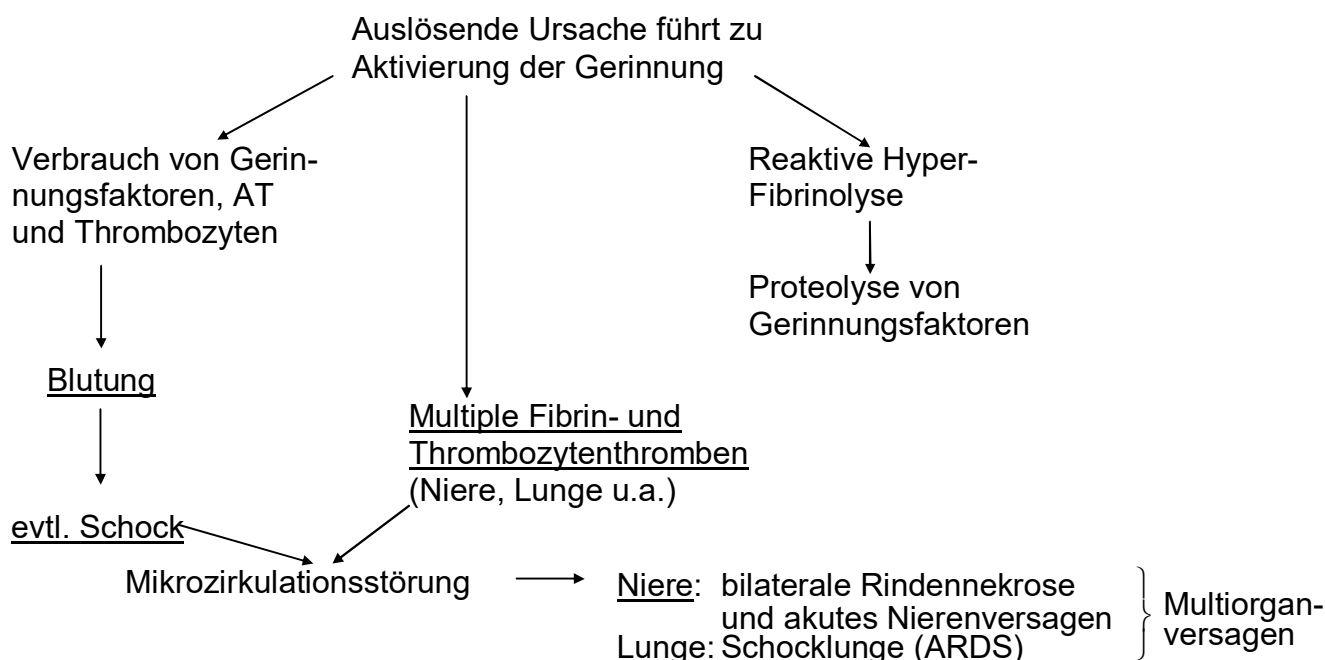 Auslösende Ursache führt zu
Aktivierung der Gerinnung
Verbrauch von Gerin-
nungsfaktoren, AT
und Thrombozyten
Reaktive Hyper-
Fibrinolyse
Proteolyse von
Gerinnungsfaktoren
Blutung
Multiple Fibrin- und
Thrombozytenthromben
(Niere, Lunge u.a.)
evtl. Schock
Mikrozirkulationsstörung
Niere: bilaterale Rindennekrose
und akutes Nierenversagen
Lunge: Schocklunge (ARDS)
Multiorgan-
versagen